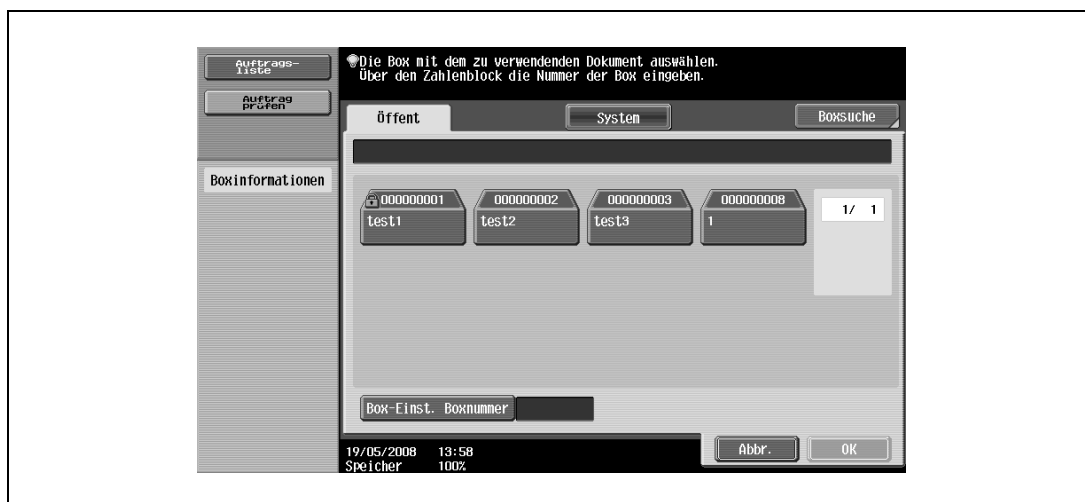 Auftrags-
liste
Auftrag
prüfen
Boxinformationen
Die Box mit dem zu verwendenden Dokument auswählen.
Über den Zahlenblock die Nummer der Box eingeben.
Öffent
System
Boxsuche
000000001
test1
000000002
test2
000000003
test3
000000008
1
1/ 1
Box-Einst. Boxnummer
19/05/2008 13:58
Speicher 100%
Abbr.
OK